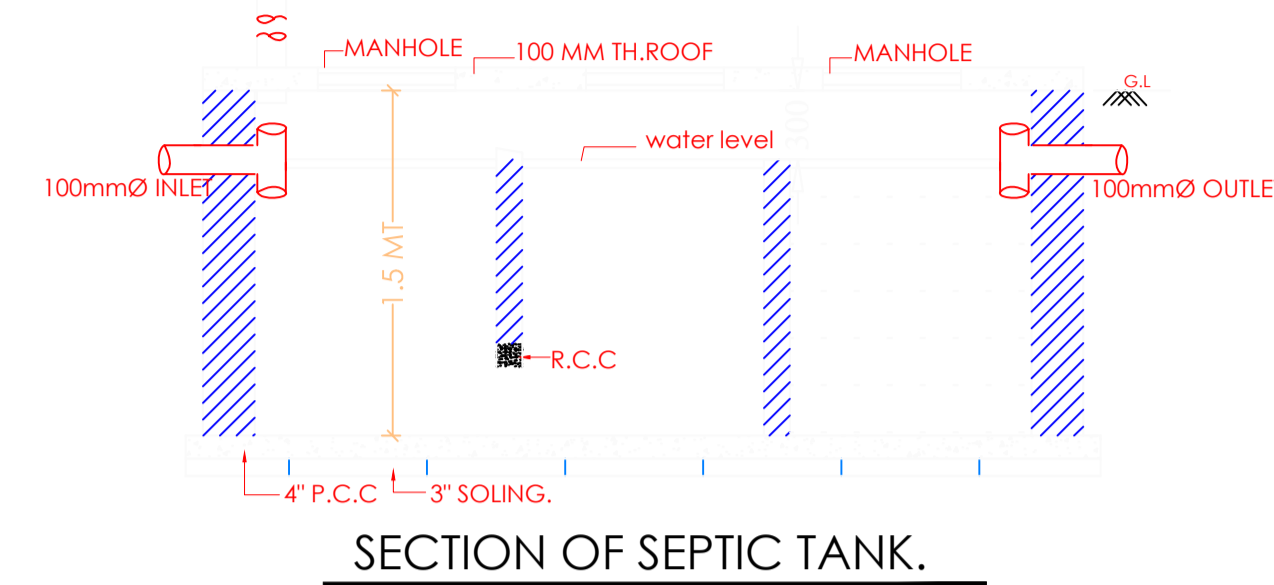 MANHOLE
100 MM TH.ROOF
MANHOLE
G.L
300
water level
100mmØ INLET
100mmØ OUTLE
1.5 MT
R.C.C
4" P.C.C
3" SOLING.
SECTION OF SEPTIC TANK.